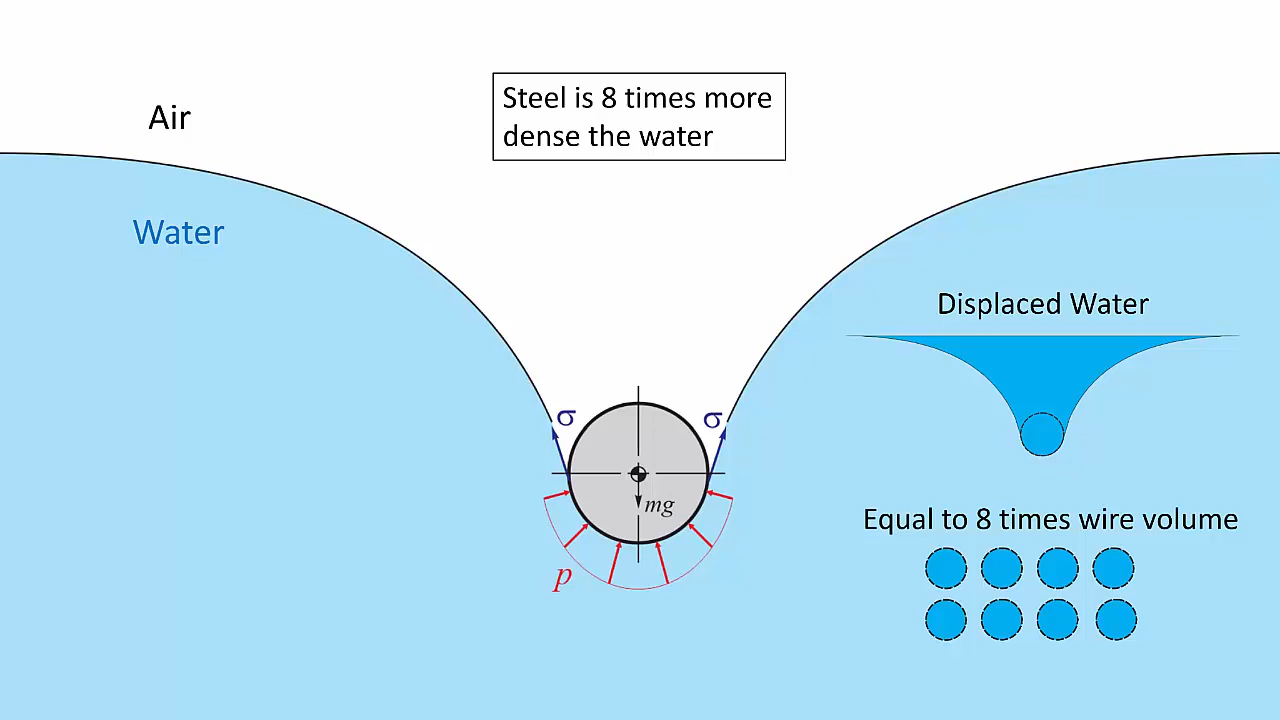 Air
Steel is 8 times more
dense the water
Water
Displaced Water
σ
σ
mg
p
Equal to 8 times wire volume